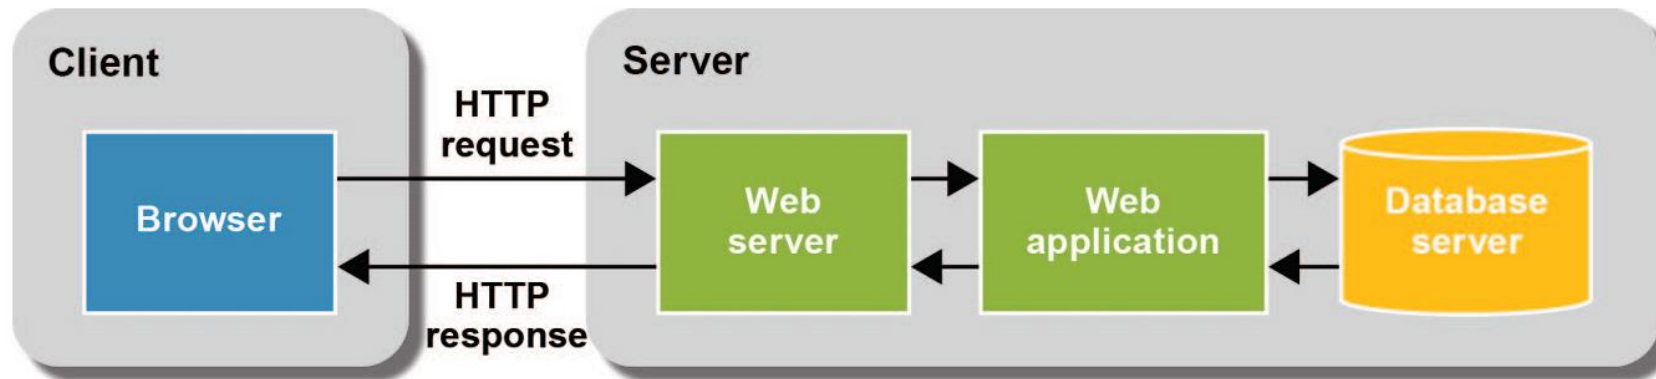 Client
Server
HTTP
request
Browser
Web
server
Web
application
Database
server
HTTP
response